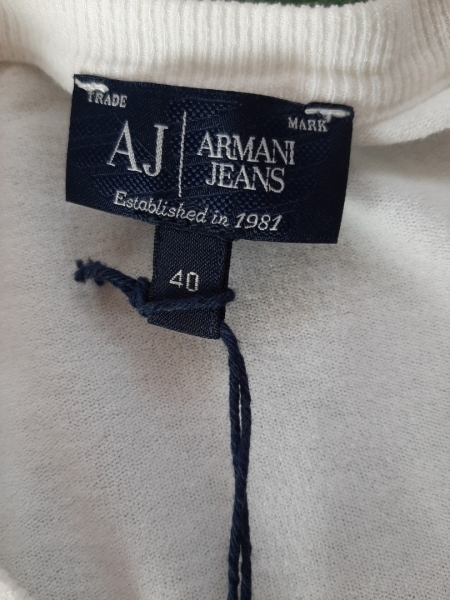 TRADE MARK
AJ ARMANI
JEANS
Established in 1981
40